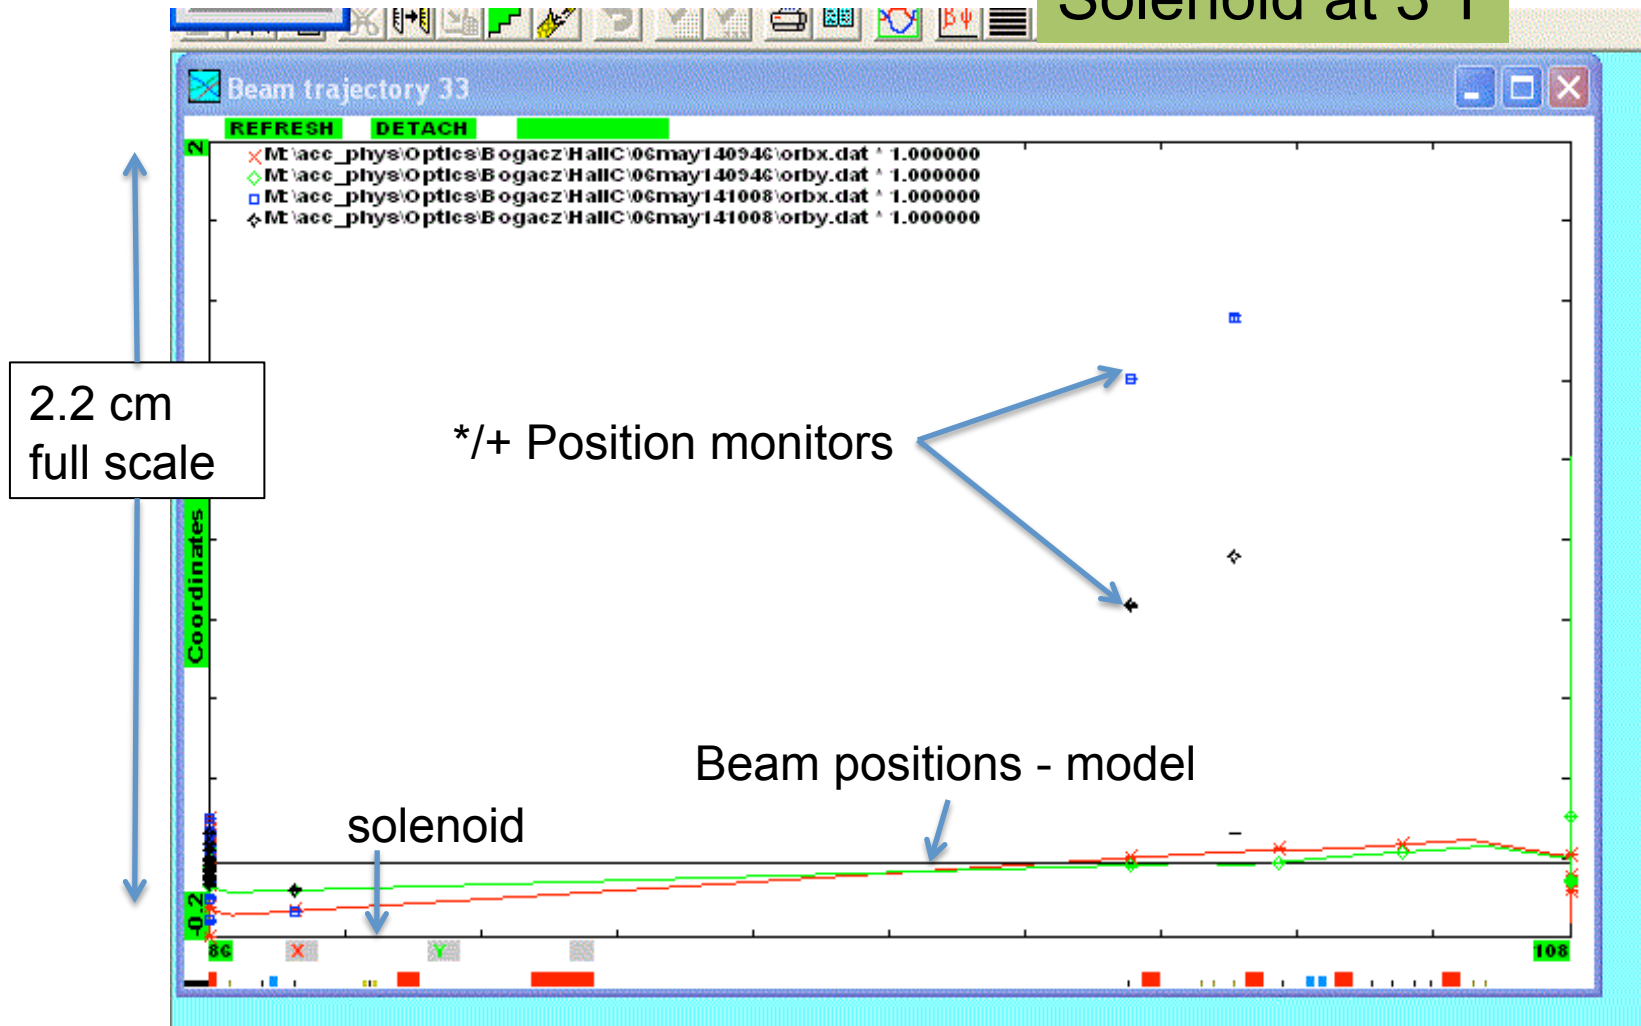 Solenoid at 3 T
Beam trajectory 33
REFRESH DETACH
2
M:\acc_phys\Optics\Bogacz\HallC\06may140946\orbx.dat * 1.000000
M:\acc_phys\Optics\Bogacz\HallC\06may140946\orby.dat * 1.000000
M:\acc_phys\Optics\Bogacz\HallC\06may141008\orbx.dat * 1.000000
M:\acc_phys\Optics\Bogacz\HallC\06may141008\orby.dat * 1.000000
2.2 cm
full scale
*/+ Position monitors
Coordinates
Beam positions - model
solenoid
-0.2
86 X Y 108
βψ